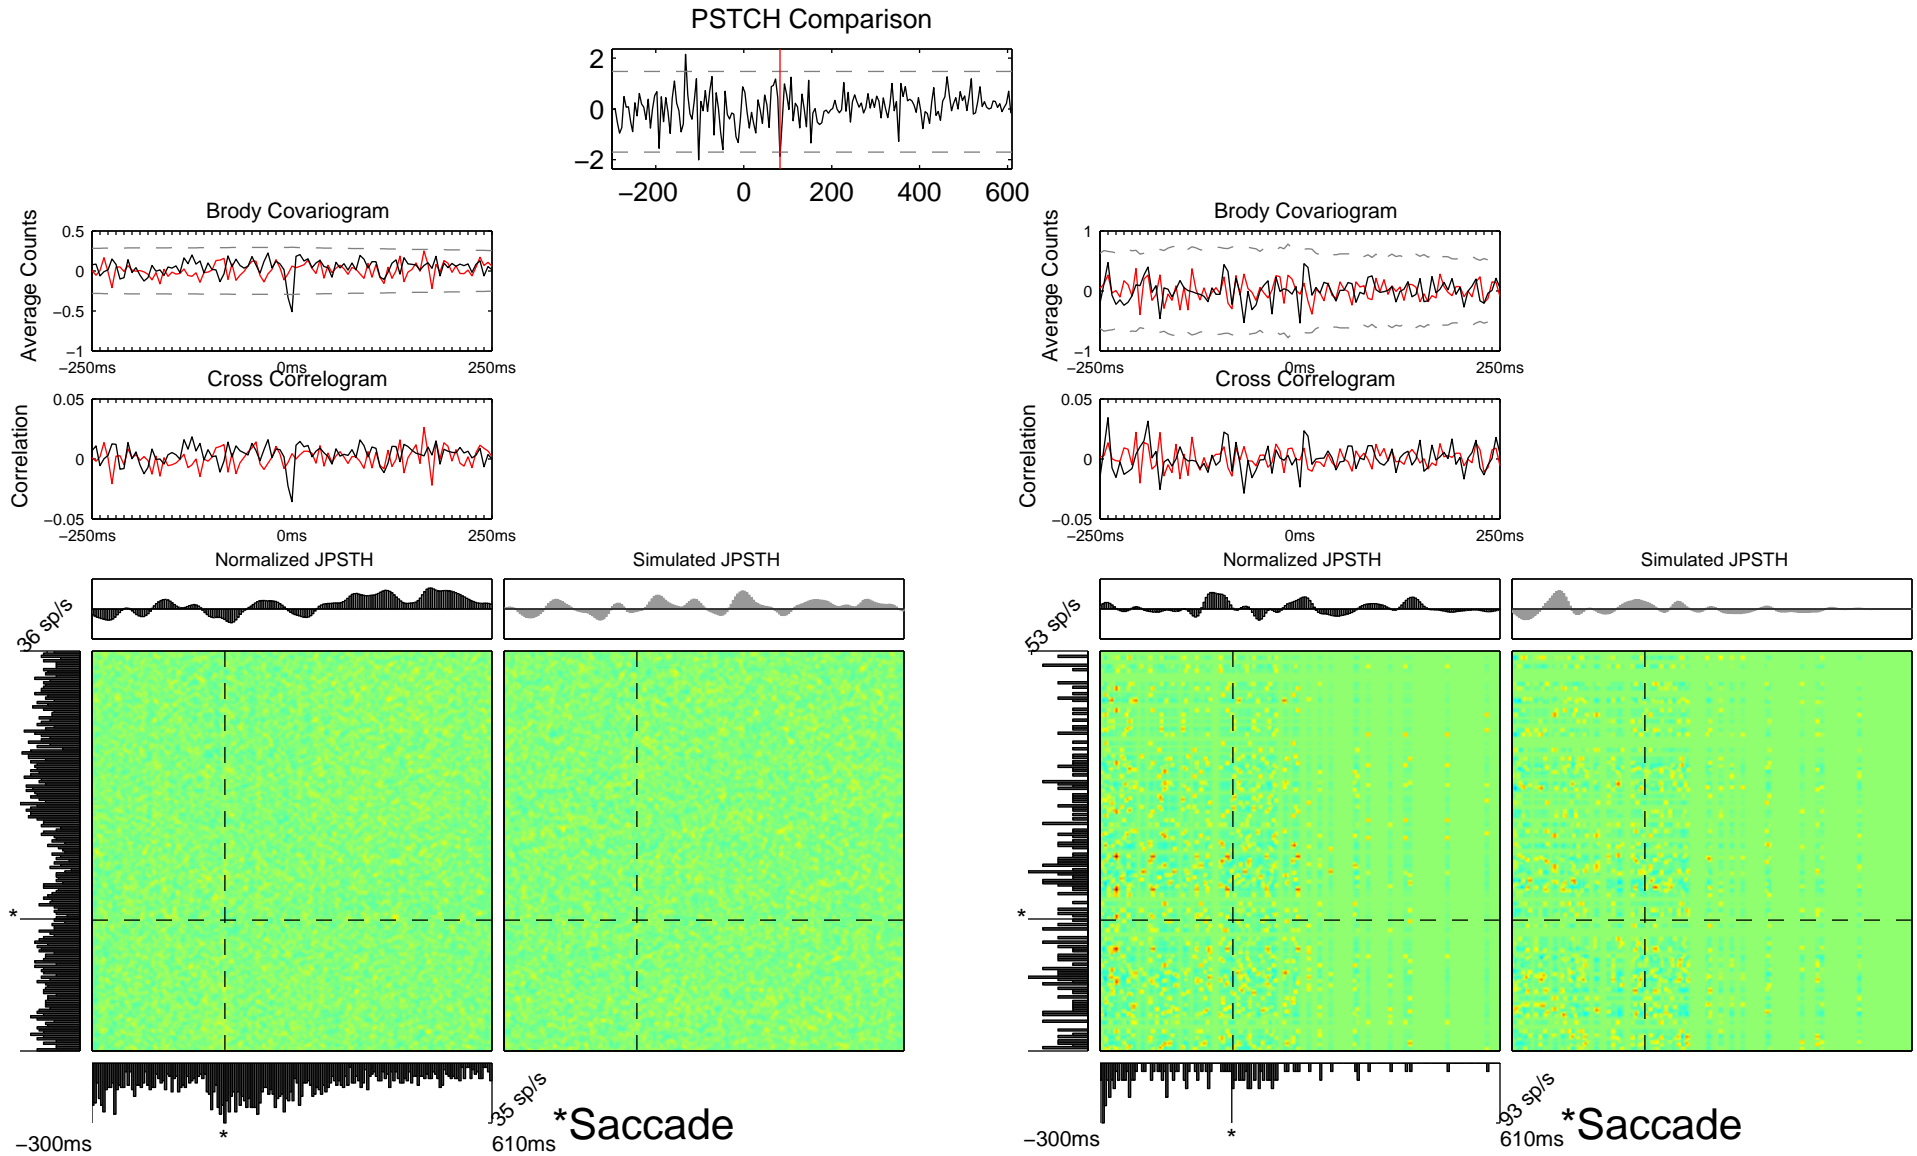 PSTCH Comparison
2
0
−2
−200 0 200 400 600
Brody Covariogram
Average Counts
0.5
0
−0.5
−1
−250ms 0ms 250ms
Cross Correlogram
Correlation
0.05
0
−0.05
−250ms 0ms 250ms
Normalized JPSTH
Simulated JPSTH
36 sp/s
*
*
35 sp/s
−300ms
610ms
*Saccade
Brody Covariogram
Average Counts
1
0
−1
−250ms 0ms 250ms
Cross Correlogram
Correlation
0.05
0
−0.05
−250ms 0ms 250ms
Normalized JPSTH
Simulated JPSTH
53 sp/s
*
*
93 sp/s
−300ms
610ms
*Saccade